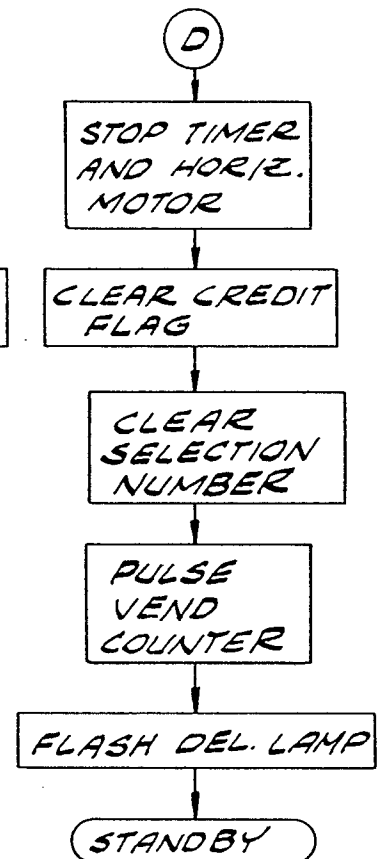 D
STOP TIMER
AND HORIZ.
MOTOR
CLEAR CREDIT
FLAG
CLEAR
SELECTION
NUMBER
PULSE
VEND
COUNTER
FLASH DEL. LAMP
STANDBY